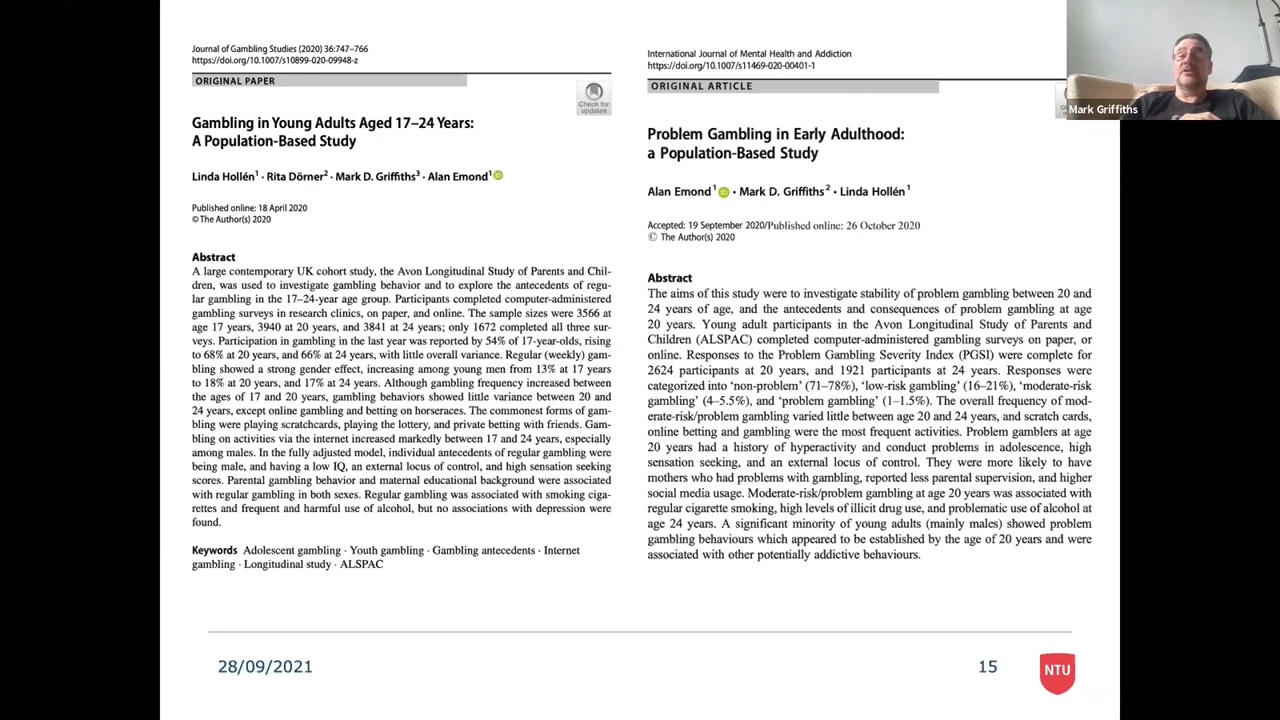 Journal of Gambling Studies (2020) 36:747–766
https://doi.org/10.1007/s10899-020-09948-z
ORIGINAL PAPER
Check for
updates
Gambling in Young Adults Aged 17–24 Years:
A Population-Based Study
Linda Hollén1 · Rita Dörner2 · Mark D. Griffiths3 · Alan Emond1
Published online: 18 April 2020
© The Author(s) 2020
Abstract
A large contemporary UK cohort study, the Avon Longitudinal Study of Parents and Chil-
dren, was used to investigate gambling behavior and to explore the antecedents of regu-
lar gambling in the 17–24-year age group. Participants completed computer-administered
gambling surveys in research clinics, on paper, and online. The sample sizes were 3566 at
age 17 years, 3940 at 20 years, and 3841 at 24 years; only 1672 completed all three sur-
veys. Participation in gambling in the last year was reported by 54% of 17-year-olds, rising
to 68% at 20 years, and 66% at 24 years, with little overall variance. Regular (weekly) gam-
bling showed a strong gender effect, increasing among young men from 13% at 17 years
to 18% at 20 years, and 17% at 24 years. Although gambling frequency increased between
the ages of 17 and 20 years, gambling behaviors showed little variance between 20 and
24 years, except online gambling and betting on horseraces. The commonest forms of gam-
bling were playing scratchcards, playing the lottery, and private betting with friends. Gam-
bling on activities via the internet increased markedly between 17 and 24 years, especially
among males. In the fully adjusted model, individual antecedents of regular gambling were
being male, and having a low IQ, an external locus of control, and high sensation seeking
scores. Parental gambling behavior and maternal educational background were associated
with regular gambling in both sexes. Regular gambling was associated with smoking ciga-
rettes and frequent and harmful use of alcohol, but no associations with depression were
found.
Keywords Adolescent gambling · Youth gambling · Gambling antecedents · Internet
gambling · Longitudinal study · ALSPAC
International Journal of Mental Health and Addiction
https://doi.org/10.1007/s11469-020-00401-1
ORIGINAL ARTICLE
Problem Gambling in Early Adulthood:
a Population-Based Study
Alan Emond1 · Mark D. Griffiths2 · Linda Hollén1
Accepted: 19 September 2020/Published online: 26 October 2020
© The Author(s) 2020
Abstract
The aims of this study were to investigate stability of problem gambling between 20 and
24 years of age, and the antecedents and consequences of problem gambling at age
20 years. Young adult participants in the Avon Longitudinal Study of Parents and
Children (ALSPAC) completed computer-administered gambling surveys on paper, or
online. Responses to the Problem Gambling Severity Index (PGSI) were complete for
2624 participants at 20 years, and 1921 participants at 24 years. Responses were
categorized into ‘non-problem’ (71–78%), ‘low-risk gambling’ (16–21%), ‘moderate-risk
gambling’ (4–5.5%), and ‘problem gambling’ (1–1.5%). The overall frequency of mod-
erate-risk/problem gambling varied little between age 20 and 24 years, and scratch cards,
online betting and gambling were the most frequent activities. Problem gamblers at age
20 years had a history of hyperactivity and conduct problems in adolescence, high
sensation seeking, and an external locus of control. They were more likely to have
mothers who had problems with gambling, reported less parental supervision, and higher
social media usage. Moderate-risk/problem gambling at age 20 years was associated with
regular cigarette smoking, high levels of illicit drug use, and problematic use of alcohol at
age 24 years. A significant minority of young adults (mainly males) showed problem
gambling behaviours which appeared to be established by the age of 20 years and were
associated with other potentially addictive behaviours.
Mark Griffiths
28/09/2021
15
NTU